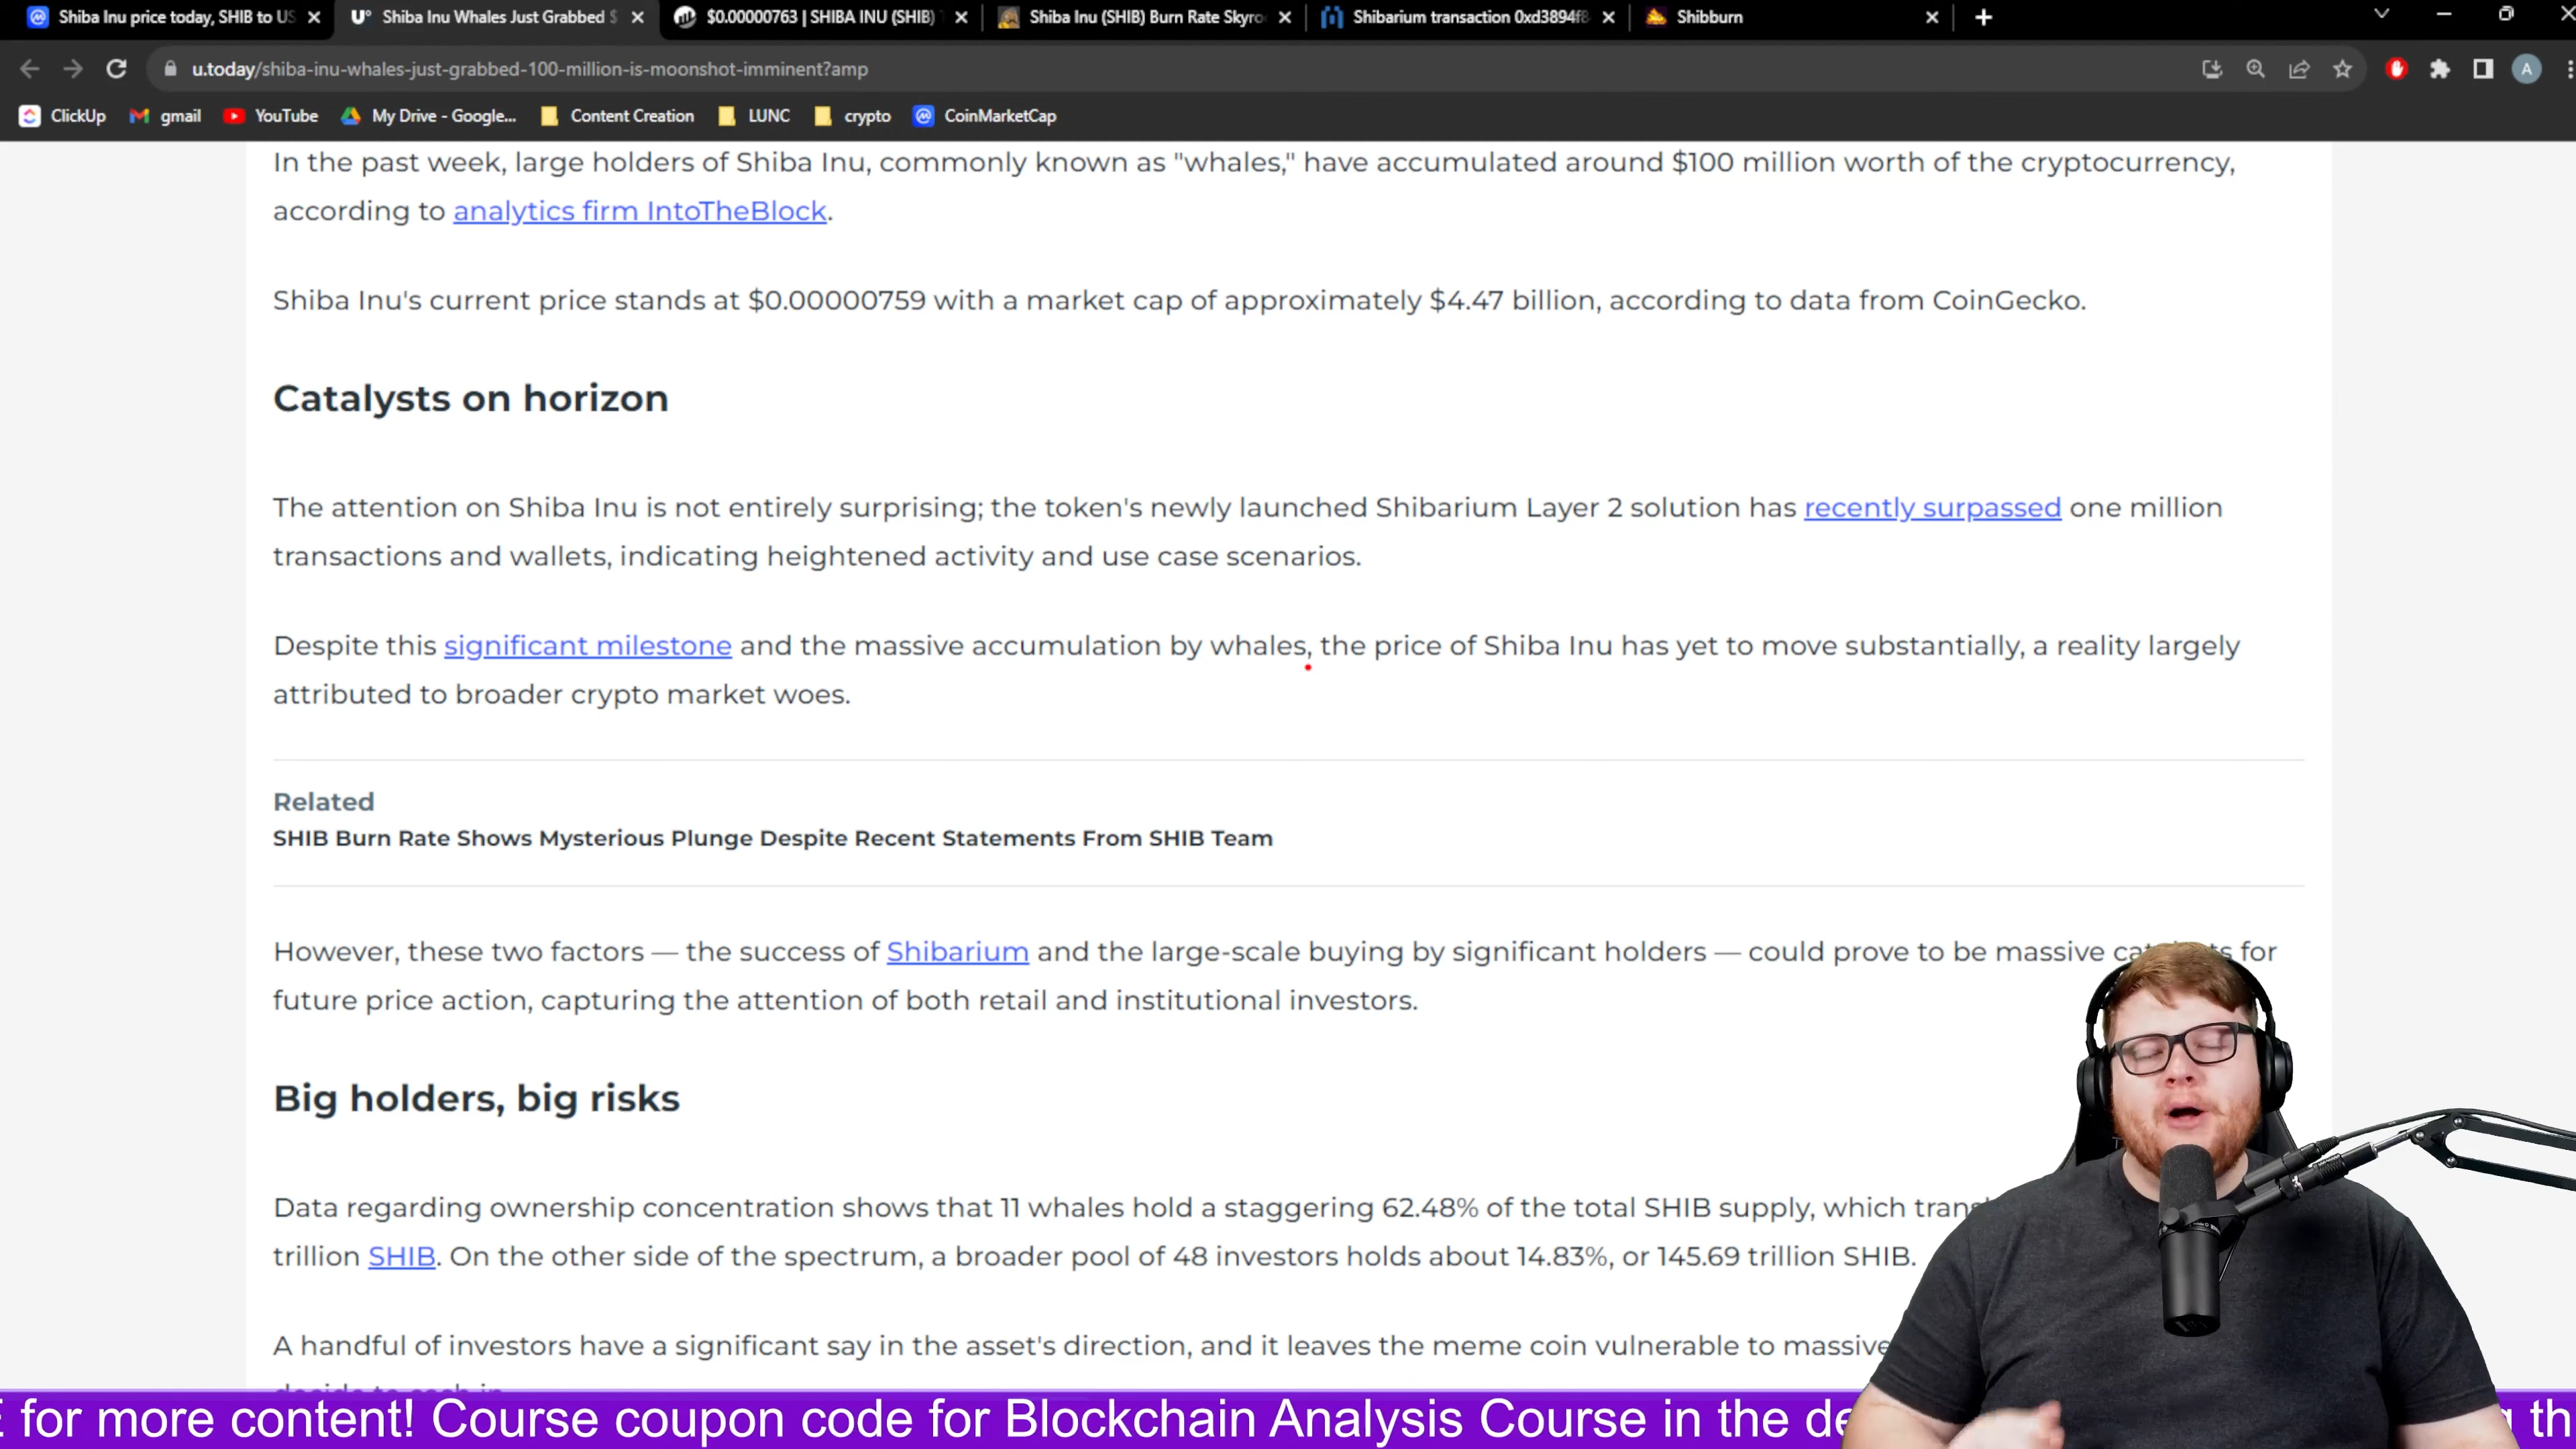 Shiba Inu price today, SHIB to US
Shiba Inu Whales Just Grabbed $
$0.00000763 | SHIBA INU (SHIB)
Shiba Inu (SHIB) Burn Rate Skyro
Shibarium transaction 0xd3894f8
Shibburn
u.today/shiba-inu-whales-just-grabbed-100-million-is-moonshot-imminent?amp
A
ClickUp gmail YouTube My Drive - Google... Content Creation LUNC crypto CoinMarketCap
In the past week, large holders of Shiba Inu, commonly known as "whales," have accumulated around $100 million worth of the cryptocurrency,
according to analytics firm IntoTheBlock.
Shiba Inu's current price stands at $0.00000759 with a market cap of approximately $4.47 billion, according to data from CoinGecko.
Catalysts on horizon
The attention on Shiba Inu is not entirely surprising; the token's newly launched Shibarium Layer 2 solution has recently surpassed one million
transactions and wallets, indicating heightened activity and use case scenarios.
Despite this significant milestone and the massive accumulation by whales, the price of Shiba Inu has yet to move substantially, a reality largely
attributed to broader crypto market woes.
Related
SHIB Burn Rate Shows Mysterious Plunge Despite Recent Statements From SHIB Team
However, these two factors — the success of Shibarium and the large-scale buying by significant holders — could prove to be massive for
future price action, capturing the attention of both retail and institutional investors.
Big holders, big risks
Data regarding ownership concentration shows that 11 whales hold a staggering 62.48% of the total SHIB supply, which
trillion SHIB. On the other side of the spectrum, a broader pool of 48 investors holds about 14.83%, or 145.69 trillion SHIB.
A handful of investors have a significant say in the asset's direction, and it leaves the meme coin vulnerable to massive
for more content! Course coupon code for Blockchain Analysis Course in the de